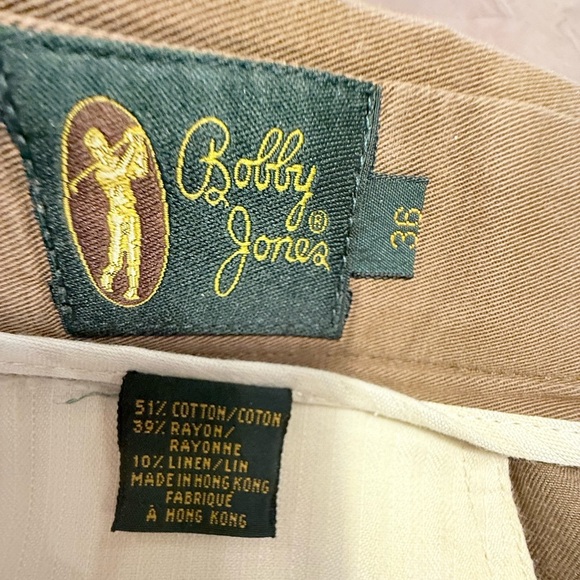 Bobby
Jones®
36
51% COTTON/COTON
39% RAYON/
RAYONNE
10% LINEN/LIN
MADE IN HONG KONG
FABRIQUÉ
À HONG KONG